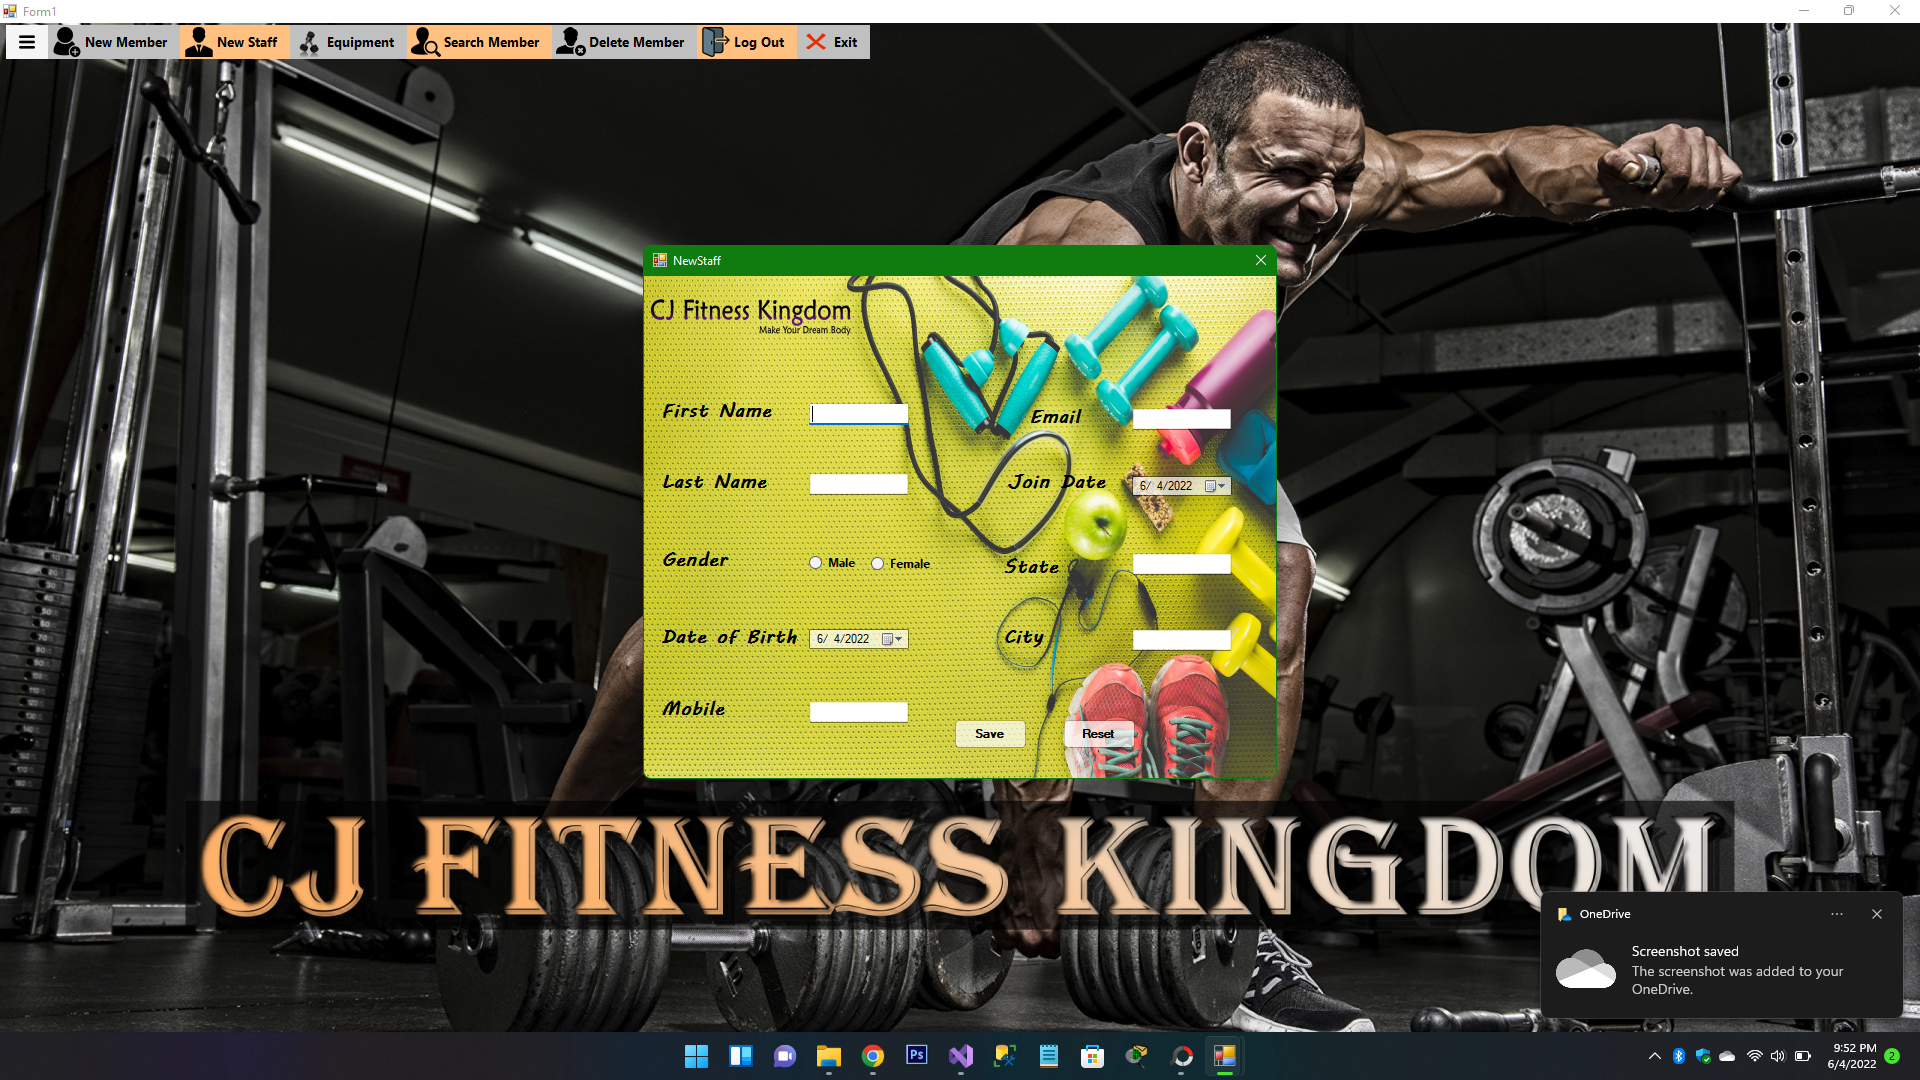 Form1
New Member
New Staff
Equipment
Search Member
Delete Member
Log Out
Exit
NewStaff
CJ Fitness Kingdom
Make Your Dream Body
First Name
Email
Last Name
Join Date
6/ 4/2022
Gender
Male
Female
State
Date of Birth
6/ 4/2022
City
Mobile
Save
Reset
CJ FITNESS KINGDOM
OneDrive
Screenshot saved
The screenshot was added to your
OneDrive.
Ps
9:52 PM
6/4/2022
2